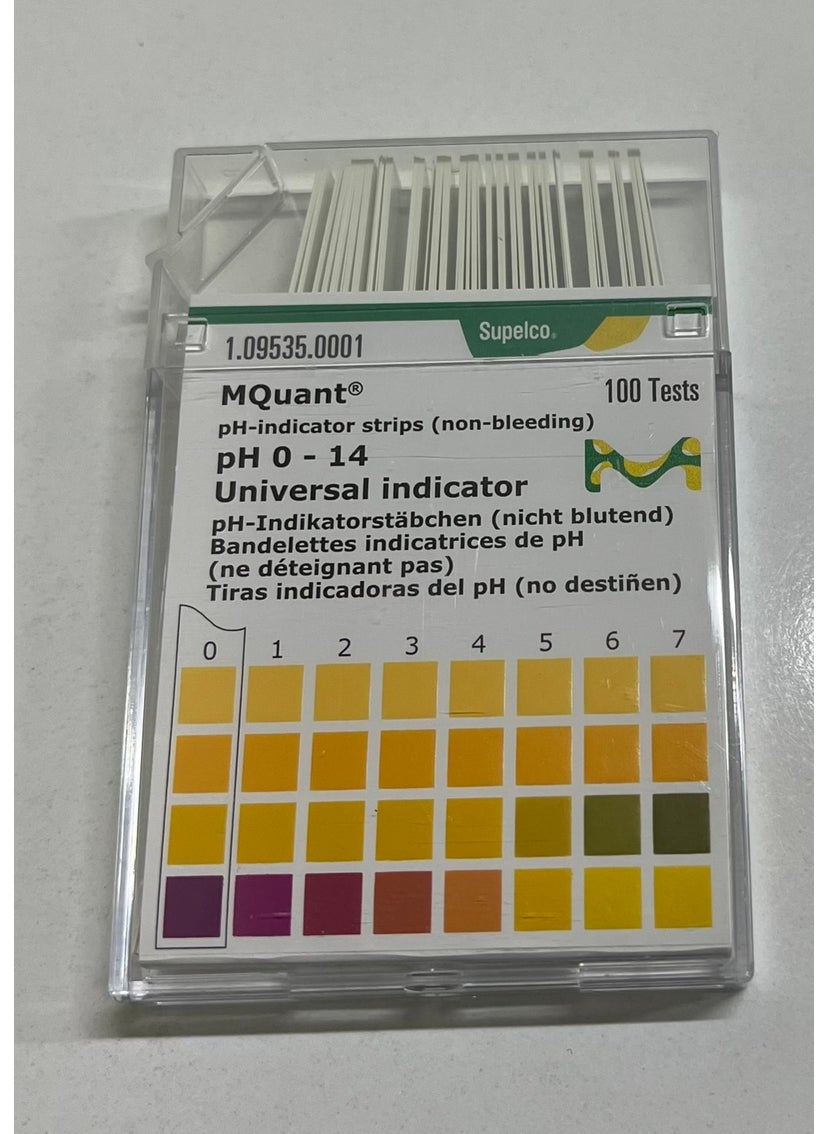 1.09535.0001
Supelco®
MQuant®
100 Tests
pH-indicator strips (non-bleeding)
pH 0 - 14
Universal indicator
pH-Indikatorstäbchen (nicht blutend)
Bandelettes indicatrices de pH
(ne déteignant pas)
Tiras indicadoras del pH (no destiñen)
0 1 2 3 4 5 6 7